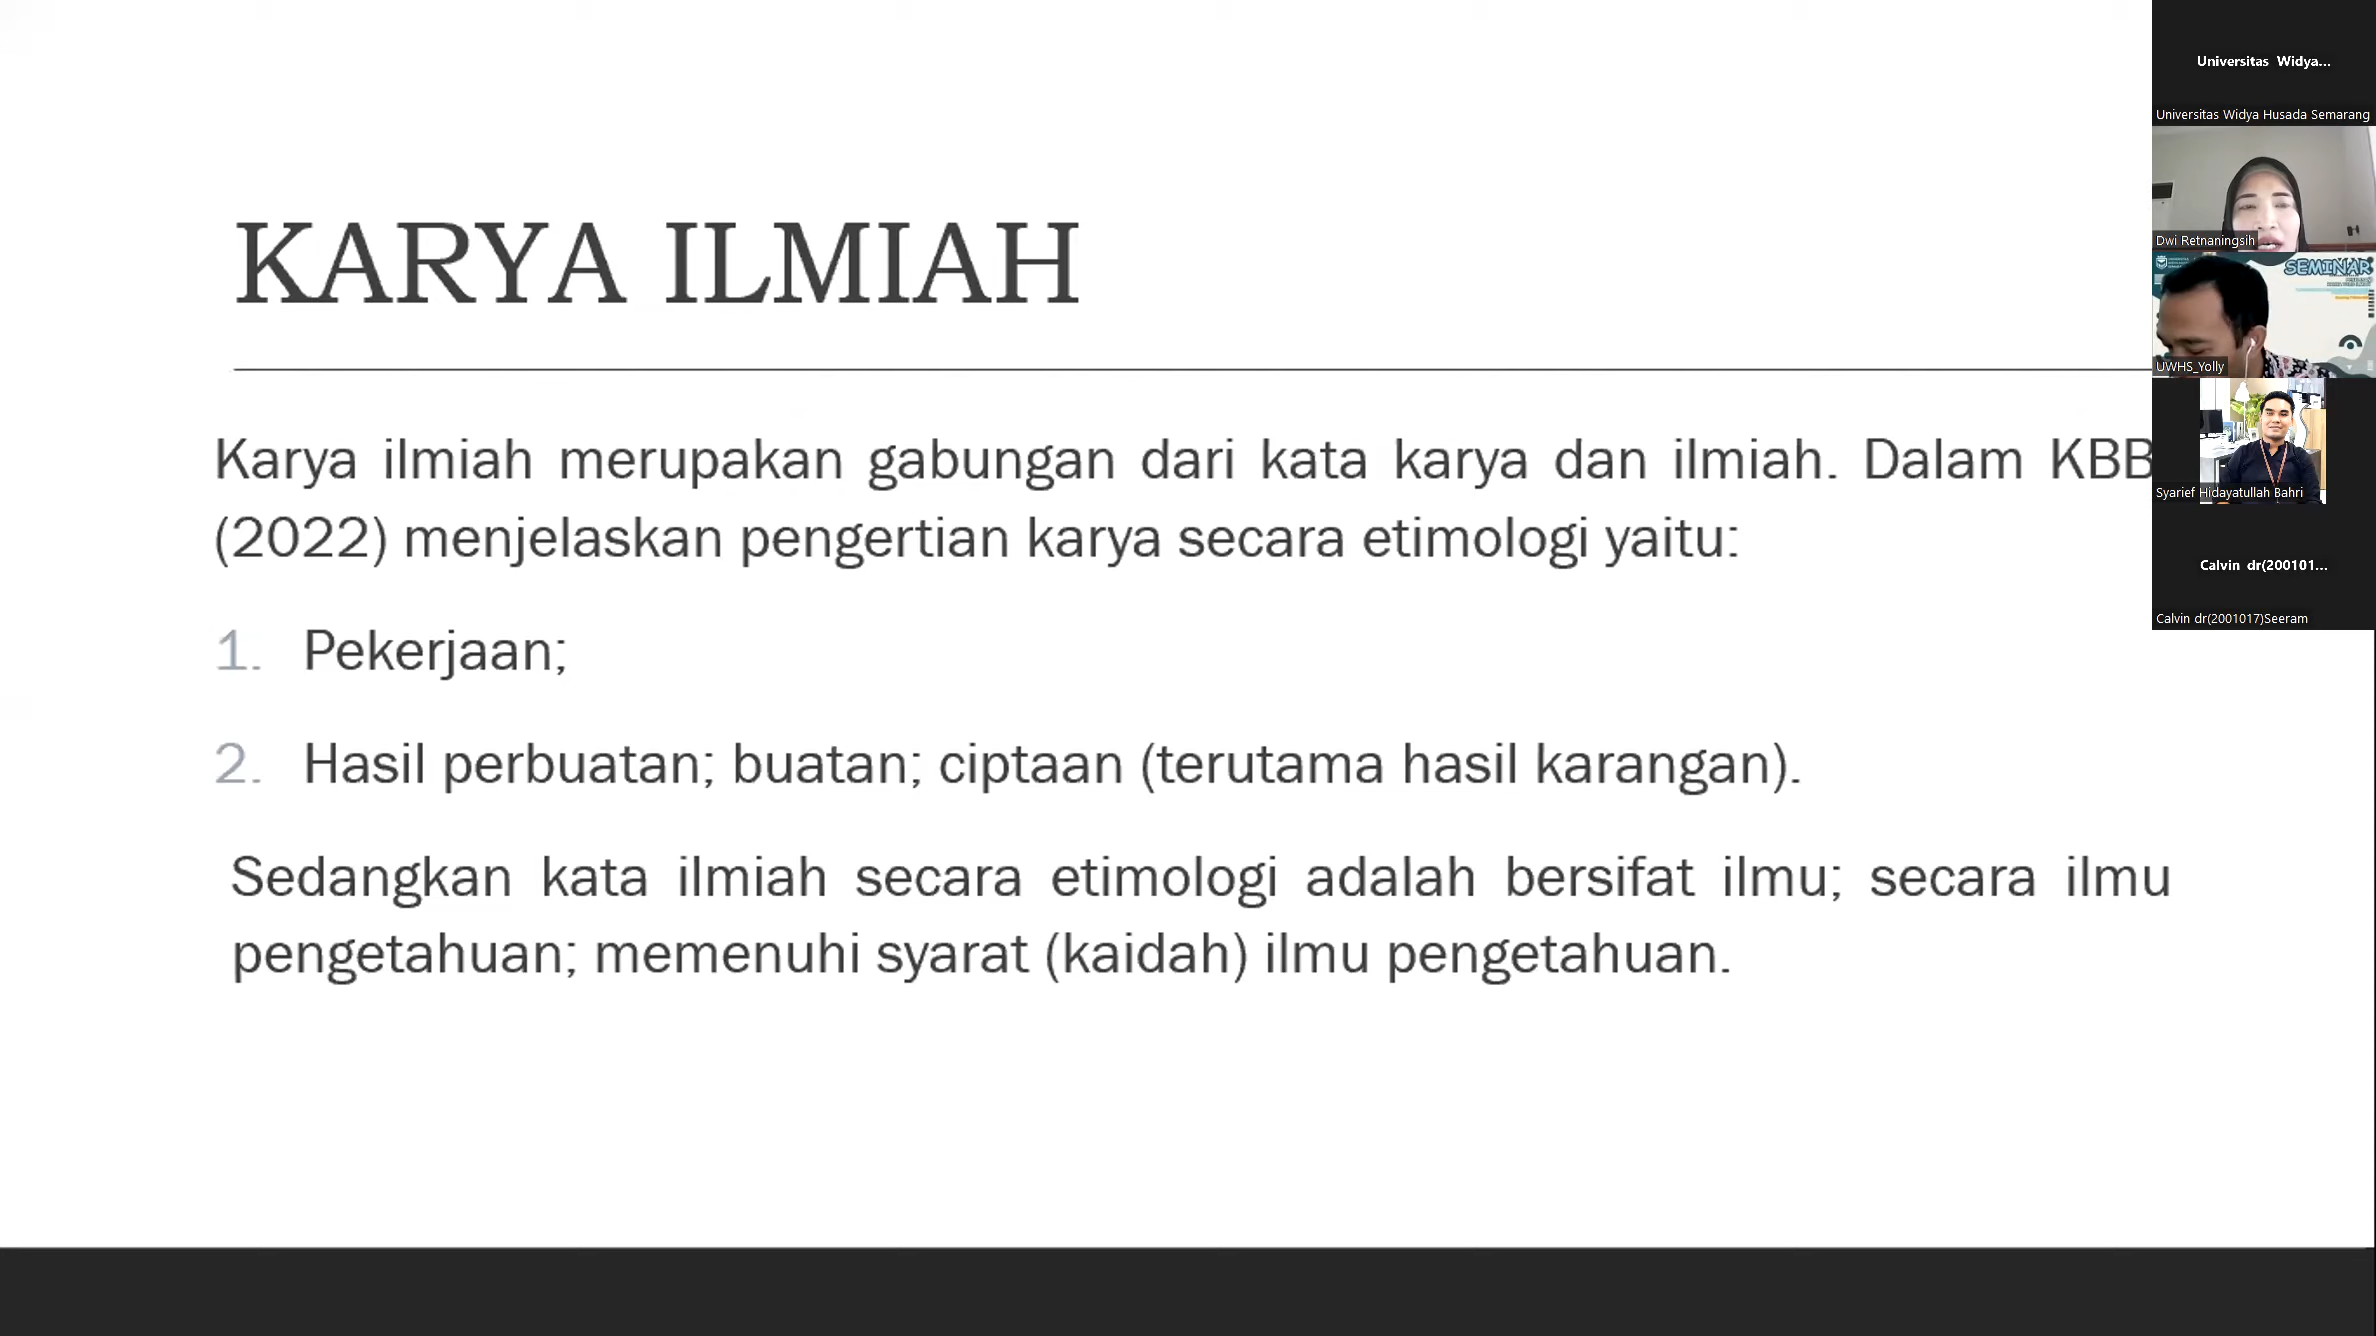 KARYA ILMIAH
Karya ilmiah merupakan gabungan dari kata karya dan ilmiah. Dalam KBB
(2022) menjelaskan pengertian karya secara etimologi yaitu:
1. Pekerjaan;
2. Hasil perbuatan; buatan; ciptaan (terutama hasil karangan).
Sedangkan kata ilmiah secara etimologi adalah bersifat ilmu; secara ilmu
pengetahuan; memenuhi syarat (kaidah) ilmu pengetahuan.
Universitas Widya...
Universitas Widya Husada Semarang
Dwi Retnaningsih
SEMINAR
UWHS_Yolly
Syarief Hidayatullah Bahri
Calvin dr(200101...
Calvin dr(2001017)Seeram